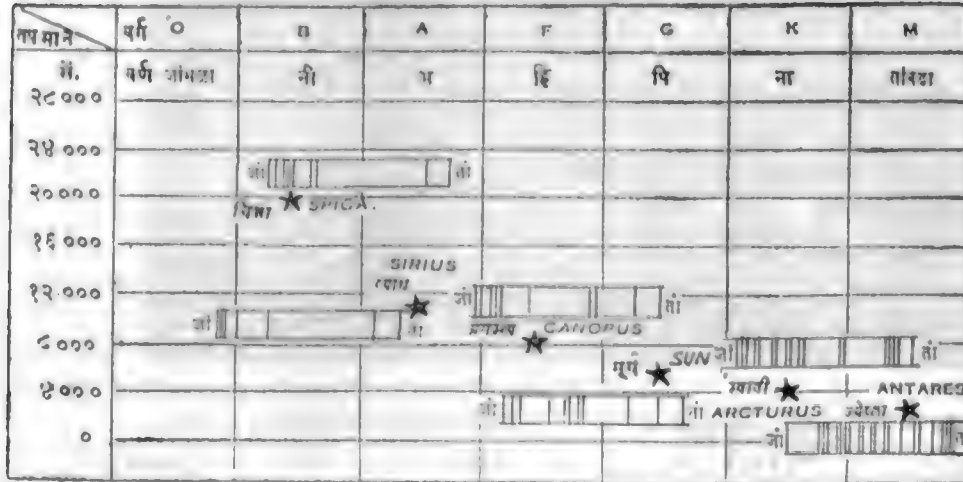 तपमान वर्ग O B A F G K M
सें. वर्ण जांभळा नी भ हि पि ना तांबडा
२८०००
२४०००
जां तां
२००००
चित्रा SPICA.
१६०००
SIRIUS
व्याध
१२०००
जां तां
जां तां
अगस्त्य CANOPUS
८०००
जां तां
सूर्य SUN
४०००
स्वाती ANTARES
जां तां ARCTURUS ज्येष्ठा
०
जां